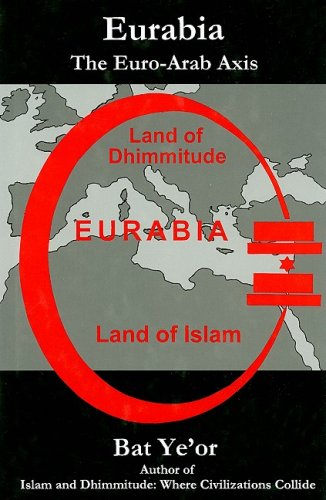 Eurabia
The Euro-Arab Axis
Land of
Dhimmitude
EURABIA
Land of Islam
Bat Ye'or
Author of
Islam and Dhimmitude: Where Civilizations Collide